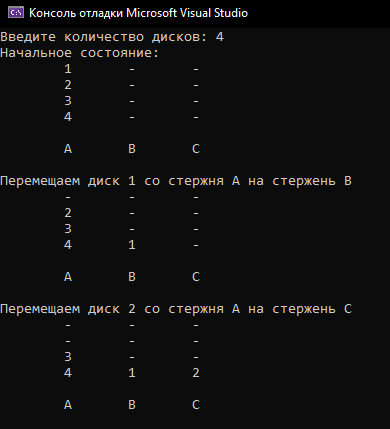 Консоль отладки Microsoft Visual Studio
Введите количество дисков: 4
Начальное состояние:
1 - -
2 - -
3 - -
4 - -
A B C
Перемещаем диск 1 со стержня A на стержень B
- - -
2 - -
3 - -
4 1 -
A B C
Перемещаем диск 2 со стержня A на стержень C
- - -
- - -
3 - -
4 1 2
A B C